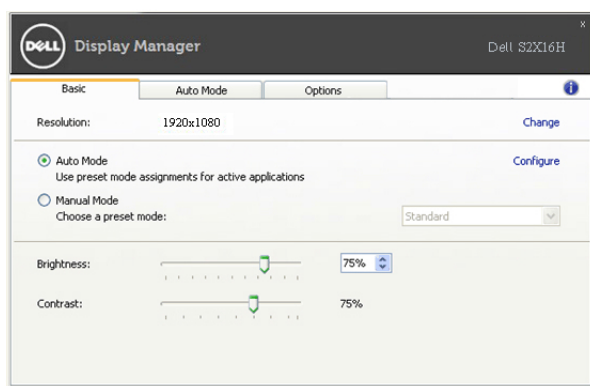 DELL Display Manager Dell S2X16H x
Basic Auto Mode Options i
Resolution: 1920x1080 Change
Auto Mode Configure
Use preset mode assignments for active applications
Manual Mode
Choose a preset mode: Standard
Brightness: 75%
Contrast: 75%